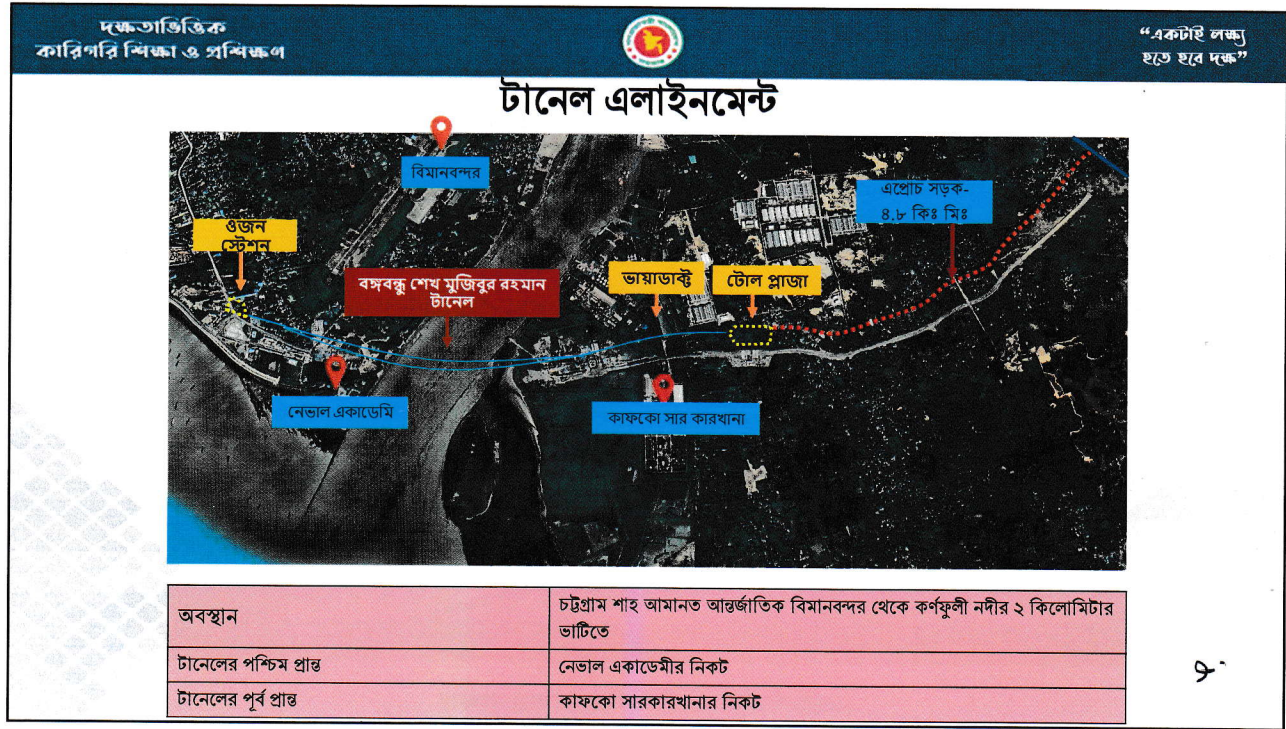 দক্ষতাভিত্তিক
কারিগরি শিক্ষা ও প্রশিক্ষণ
“একটাই লক্ষ্য
হতে হবে দক্ষ”
টানেল এলাইনমেন্ট
বিমানবন্দর
এপ্রোচ সড়ক-
৪.৮ কিঃ মিঃ
ওজন
স্টেশন
বঙ্গবন্ধু শেখ মুজিবুর রহমান
টানেল
ভায়াডাক্ট
টোল প্লাজা
নেভাল একাডেমি
কাফকো সার কারখানা
অবস্থান
চট্টগ্রাম শাহ আমানত আন্তর্জাতিক বিমানবন্দর থেকে কর্ণফুলী নদীর ২ কিলোমিটার
ভাটিতে
টানেলের পশ্চিম প্রান্ত
নেভাল একাডেমীর নিকট
টানেলের পূর্ব প্রান্ত
কাফকো সারকারখানার নিকট